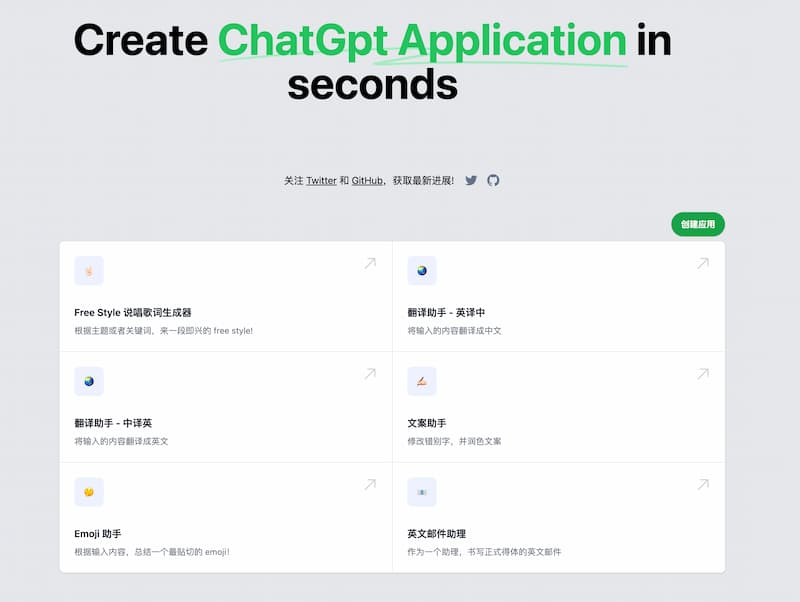 Create ChatGpt Application in
seconds
关注 Twitter 和 GitHub，获取最新进展!
创建应用
Free Style 说唱歌词生成器
根据主题或者关键词，来一段即兴的 free style!
翻译助手 - 英译中
将输入的内容翻译成中文
翻译助手 - 中译英
将输入的内容翻译成英文
文案助手
修改错别字，并润色文案
Emoji 助手
根据输入内容，总结一个最贴切的 emoji!
英文邮件助理
作为一个助理，书写正式得体的英文邮件